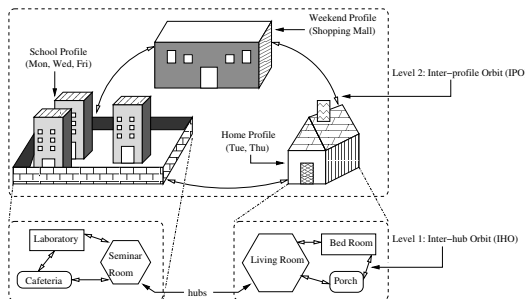 Weekend Profile
(Shopping Mall)
School Profile
(Mon, Wed, Fri)
Level 2: Inter−profile Orbit (IPO
Home Profile
(Tue, Thu)
Laboratory
Seminar
Room
Cafeteria
hubs
Living Room
Bed Room
Porch
Level 1: Inter−hub Orbit (IHO)